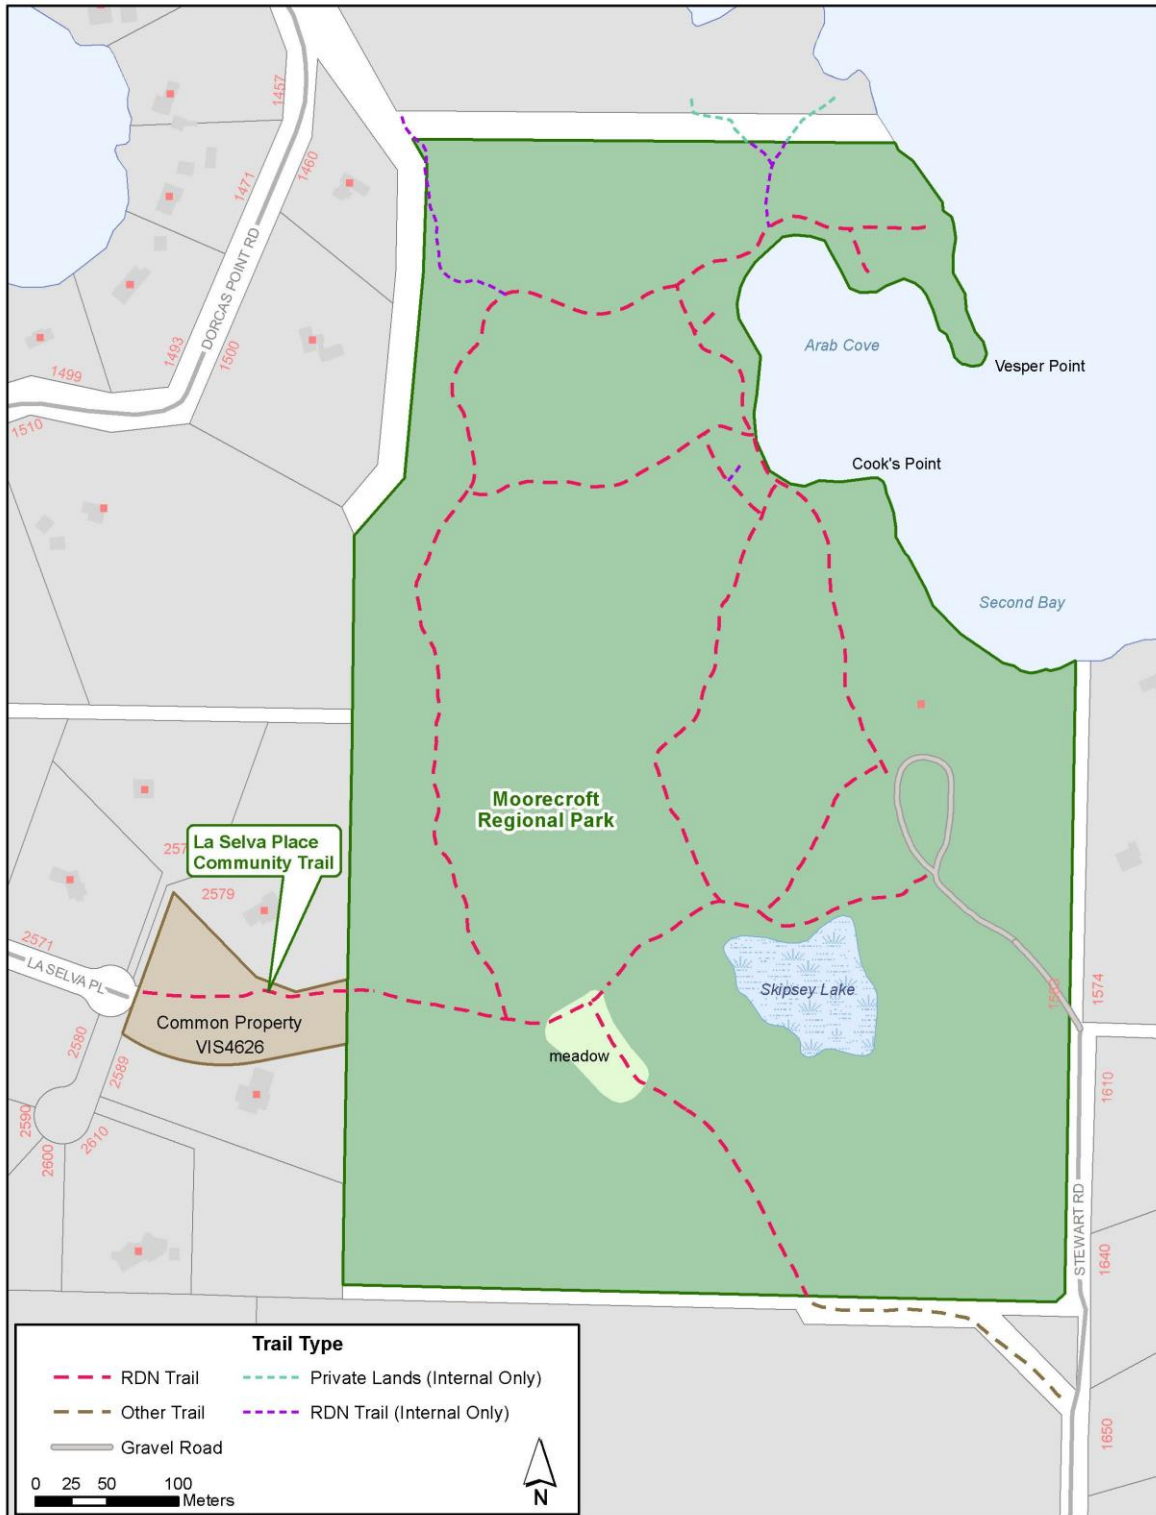 1457
1460
1471
DORCAS POINT RD
1493
1500
1499
1510
Arab Cove
Vesper Point
Cook's Point
Second Bay
Moorecroft
Regional Park
La Selva Place
Community Trail
2579
2571
LA SELVA PL
Common Property
VIS4626
2580
2589
2590
2600
2610
meadow
Skipsey Lake
1574
1610
STEWART RD
1640
1650
Trail Type
RDN Trail
Private Lands (Internal Only)
Other Trail
RDN Trail (Internal Only)
Gravel Road
0 25 50 100
Meters
N